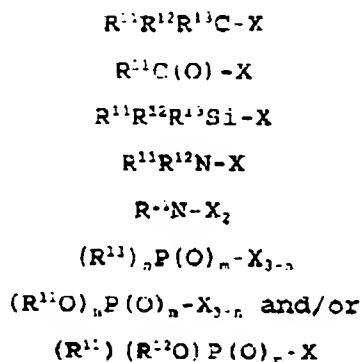 R¹¹R¹²R¹³C-X
R¹¹C(O)-X
R¹¹R¹²R¹³Si-X
R¹¹R¹²N-X
R¹¹N-X₂
(R¹¹)ₙP(O)ₘ-X₃₋ₙ
(R¹¹O)ₙP(O)ₘ-X₃₋ₙ and/or
(R¹¹)(R¹²O)P(O)ₘ-X